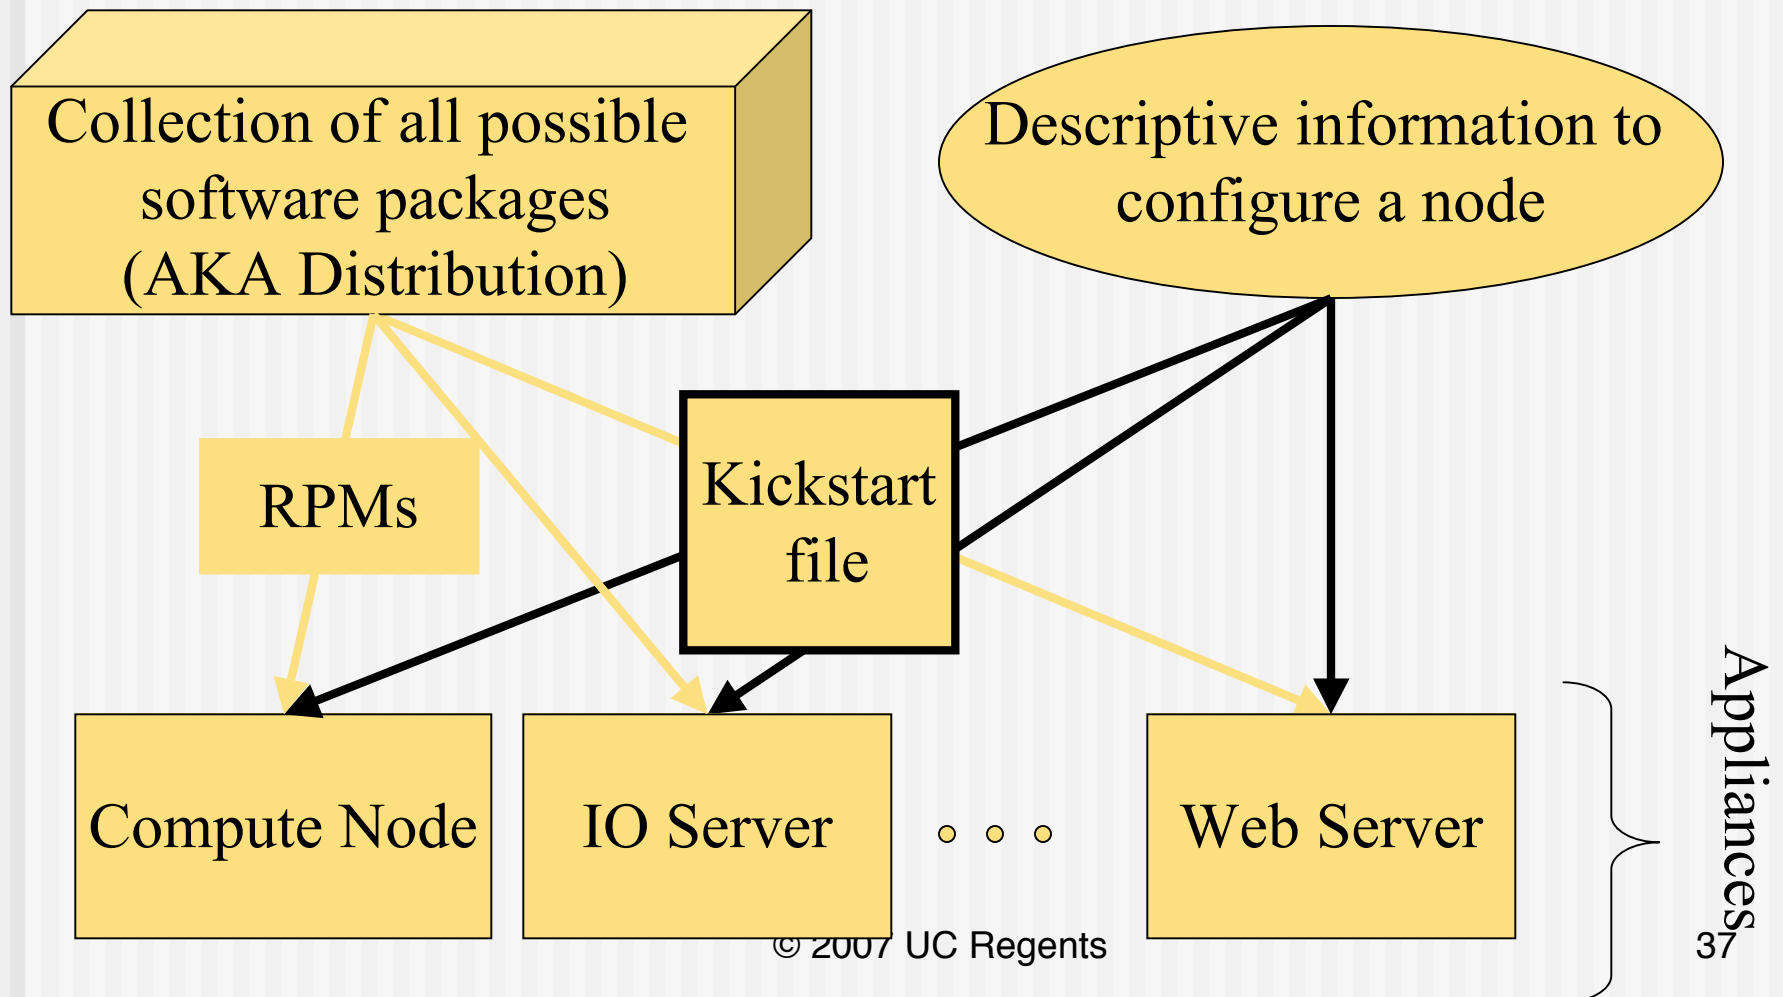 Collection of all possible
software packages
(AKA Distribution)
Descriptive information to
configure a node
RPMs
Kickstart
file
Compute Node
IO Server
Web Server
Appliances
© 2007 UC Regents
37